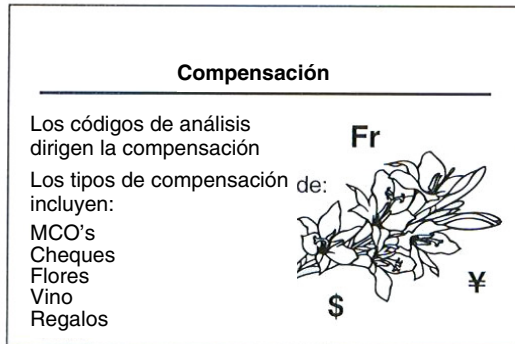 Compensación
Los códigos de análisis
dirigen la compensación
Los tipos de compensación de:
incluyen:
MCO's
Cheques
Flores
Vino
Regalos
Fr
$
¥